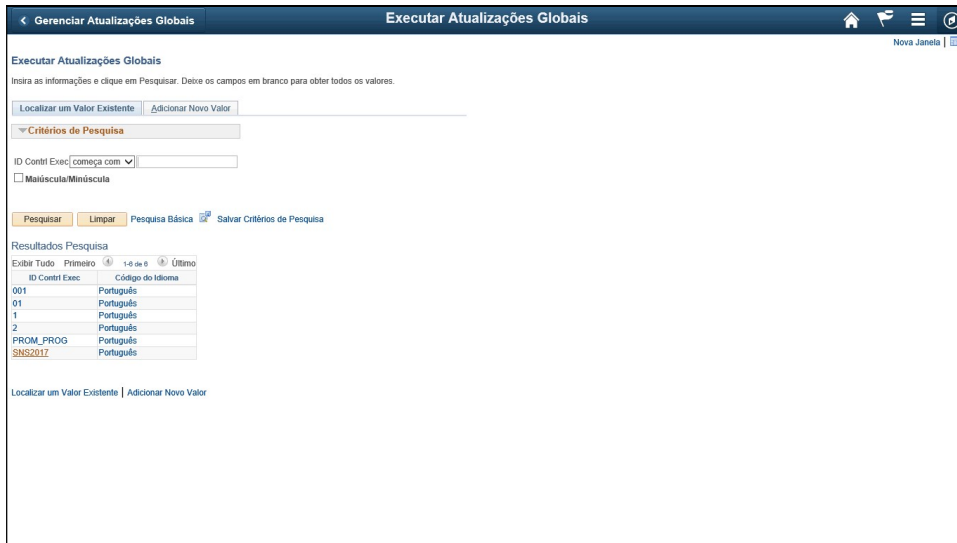 Gerenciar Atualizações Globais
Executar Atualizações Globais
Nova Janela |
Executar Atualizações Globais
Insira as informações e clique em Pesquisar. Deixe os campos em branco para obter todos os valores.
Localizar um Valor Existente Adicionar Novo Valor
Critérios de Pesquisa
ID Contrl Exec começa com
Maiúscula/Minúscula
Pesquisar Limpar Pesquisa Básica Salvar Critérios de Pesquisa
Resultados Pesquisa
Exibir Tudo Primeiro 1-6 de 6 Último
ID Contrl Exec Código do Idioma
001 Português
01 Português
1 Português
2 Português
PROM_PROG Português
SNS2017 Português
Localizar um Valor Existente | Adicionar Novo Valor